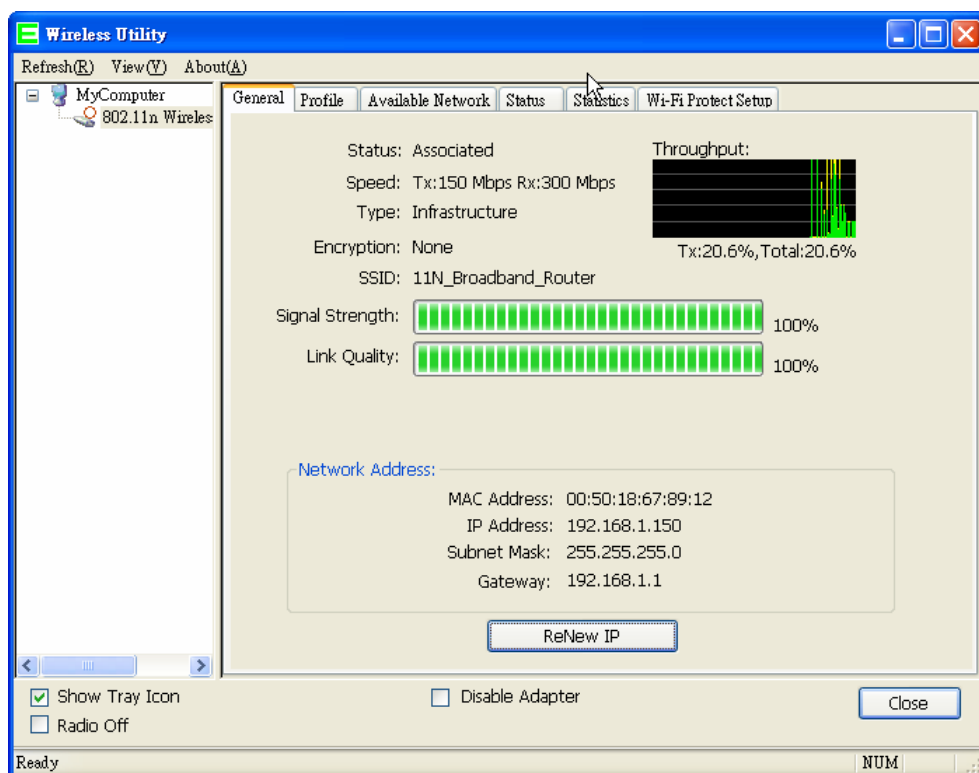 Wireless Utility
Refresh(R) View(V) About(A)
MyComputer
802.11n Wireles
General Profile Available Network Status Statistics Wi-Fi Protect Setup
Status: Associated
Throughput:
Speed: Tx:150 Mbps Rx:300 Mbps
Type: Infrastructure
Encryption: None
Tx:20.6%,Total:20.6%
SSID: 11N_Broadband_Router
Signal Strength: 100%
Link Quality: 100%
Network Address:
MAC Address: 00:50:18:67:89:12
IP Address: 192.168.1.150
Subnet Mask: 255.255.255.0
Gateway: 192.168.1.1
ReNew IP
Show Tray Icon
Disable Adapter
Close
Radio Off
Ready
NUM